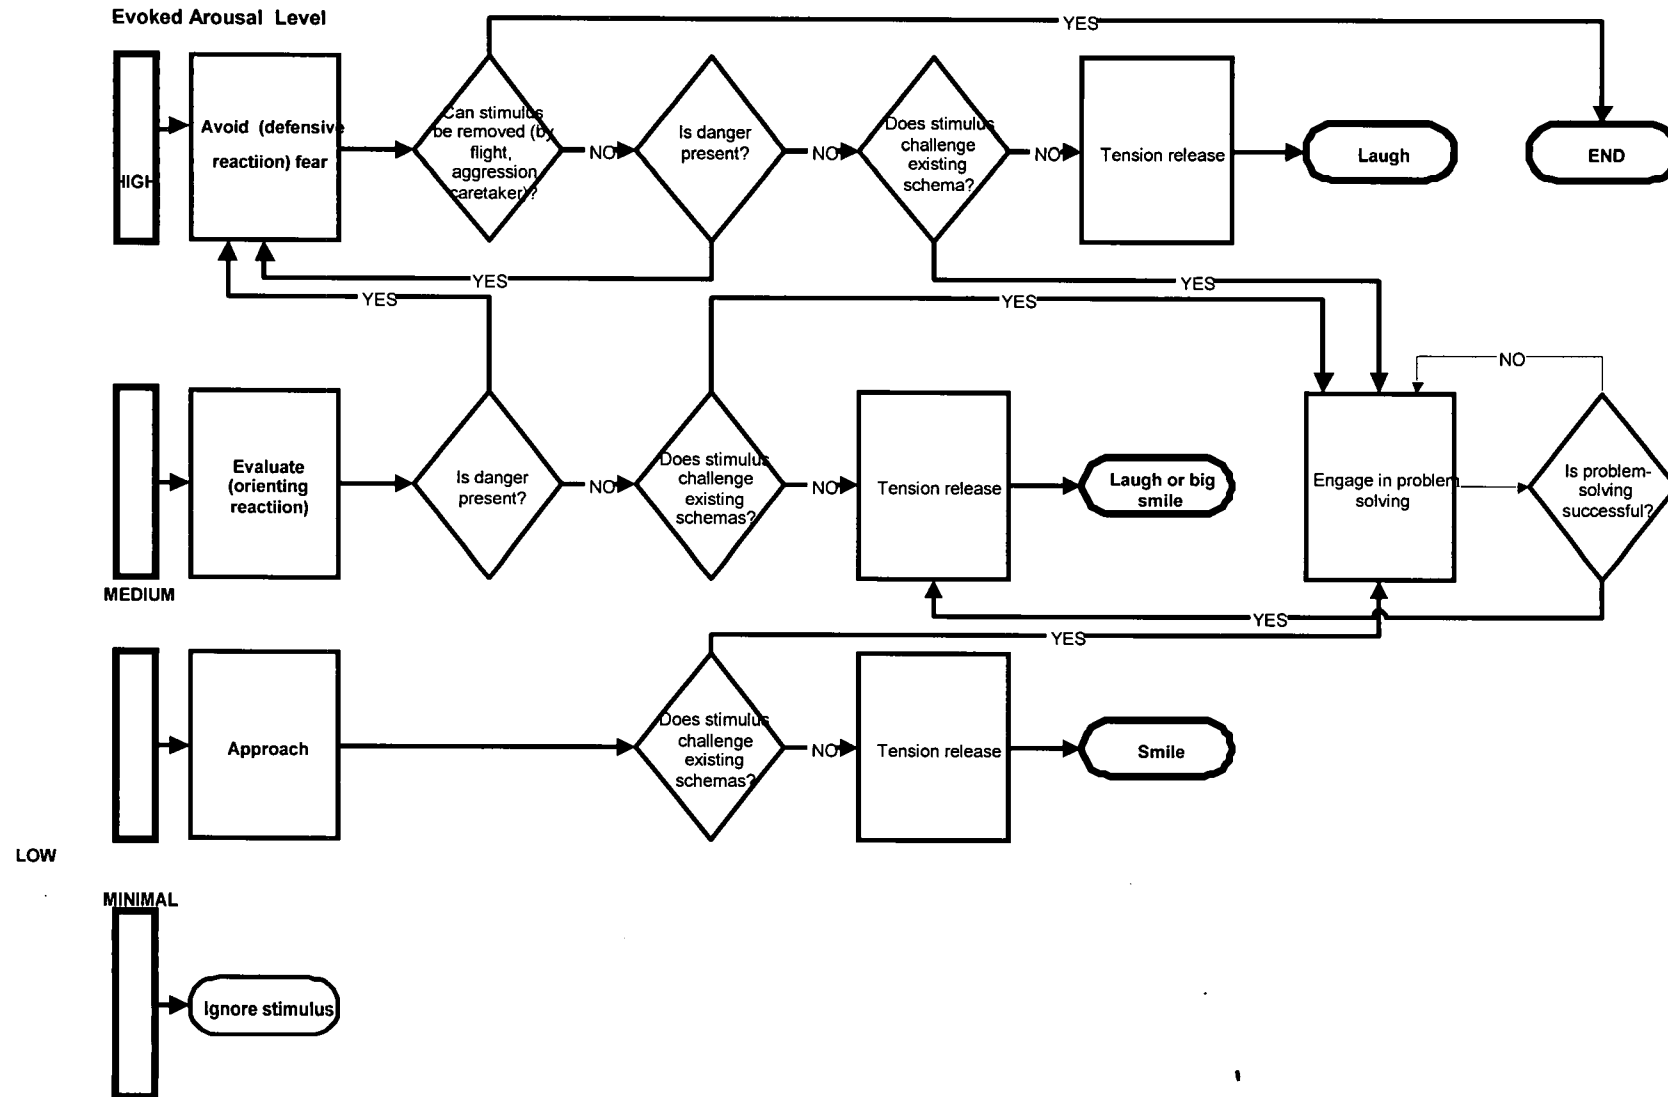 Evoked Arousal Level
YES
HIGH
Avoid (defensive
reactiion) fear
Can stimulus
be removed (by
flight,
aggression,
caretaker)?
NO
Is danger
present?
NO
Does stimulus
challenge
existing
schema?
NO
Tension release
Laugh
END
YES
YES
YES
YES
NO
MEDIUM
Evaluate
(orienting
reactiion)
Is danger
present?
NO
Does stimulus
challenge
existing
schemas?
NO
Tension release
Laugh or big
smile
Engage in problem
solving
Is problem-
solving
successful?
YES
YES
LOW
Approach
Does stimulus
challenge
existing
schemas?
NO
Tension release
Smile
MINIMAL
Ignore stimulus